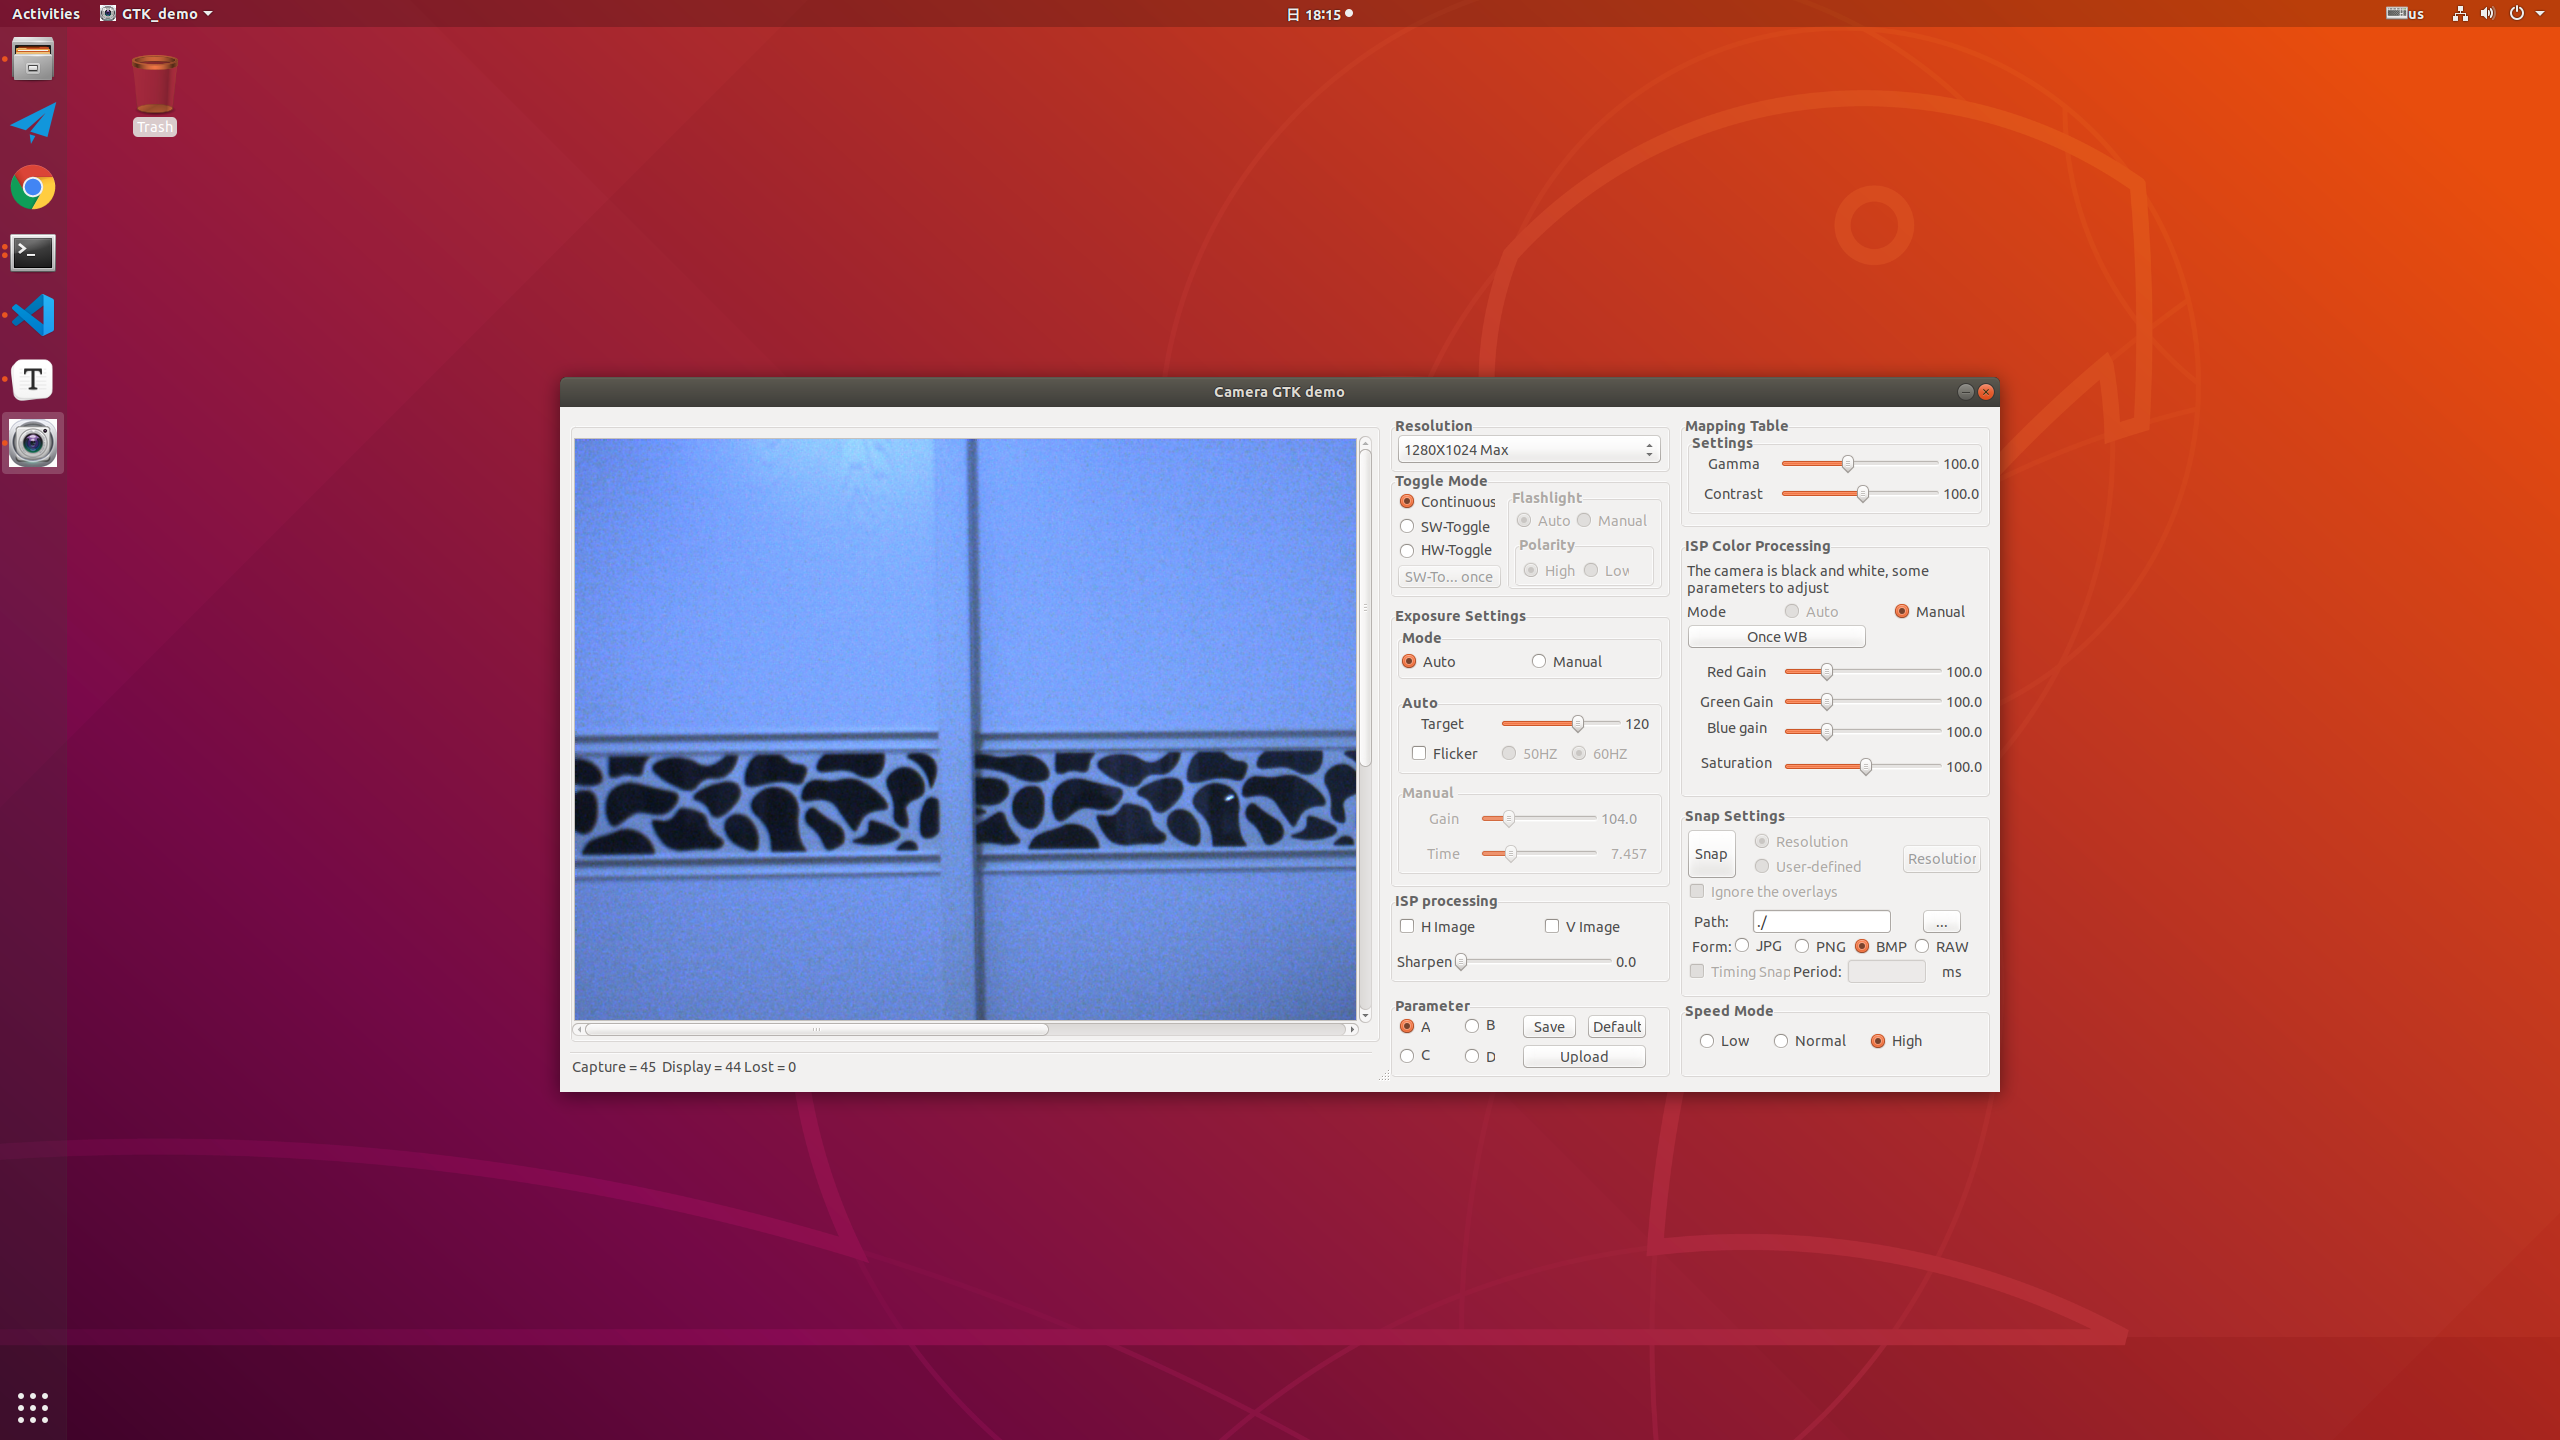 Activities
GTK_demo
日 18:15
us
Trash
Camera GTK demo
Resolution
1280X1024 Max
Toggle Mode
Continuous
SW-Toggle
HW-Toggle
SW-To... once
Flashlight
Auto
Manual
Polarity
High
Low
Exposure Settings
Mode
Auto
Manual
Auto
Target
120
Flicker
50HZ
60HZ
Manual
Gain
104.0
Time
7.457
ISP processing
H Image
V Image
Sharpen
0.0
Parameter
A
B
Save
Default
C
D
Upload
Mapping Table
Settings
Gamma
100.0
Contrast
100.0
ISP Color Processing
The camera is black and white, some
parameters to adjust
Mode
Auto
Manual
Once WB
Red Gain
100.0
Green Gain
100.0
Blue gain
100.0
Saturation
100.0
Snap Settings
Snap
Resolution
User-defined
Resolution
Ignore the overlays
Path:
./
...
Form:
JPG
PNG
BMP
RAW
Timing Snap
Period:
ms
Speed Mode
Low
Normal
High
Capture = 45 Display = 44 Lost = 0